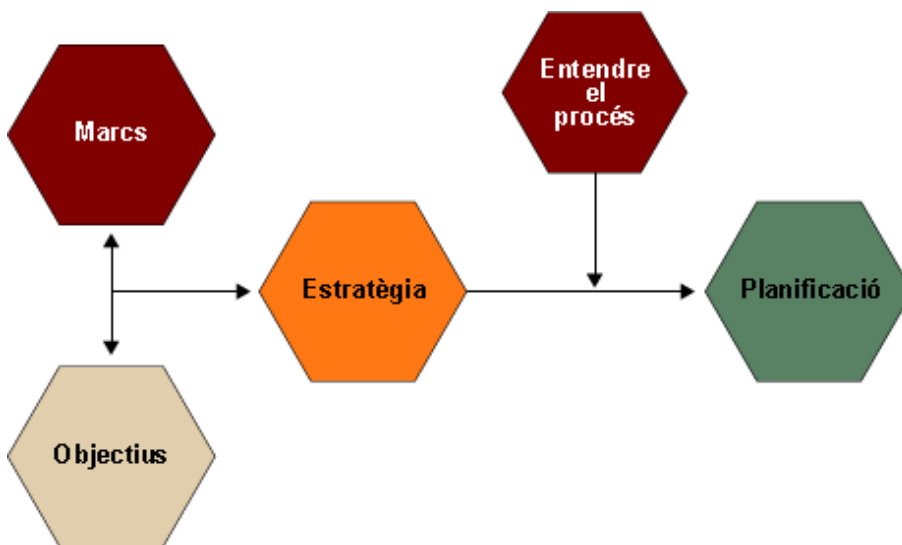 Marcs
Entendre
el
procés
Estratègia
Planificació
Objectius